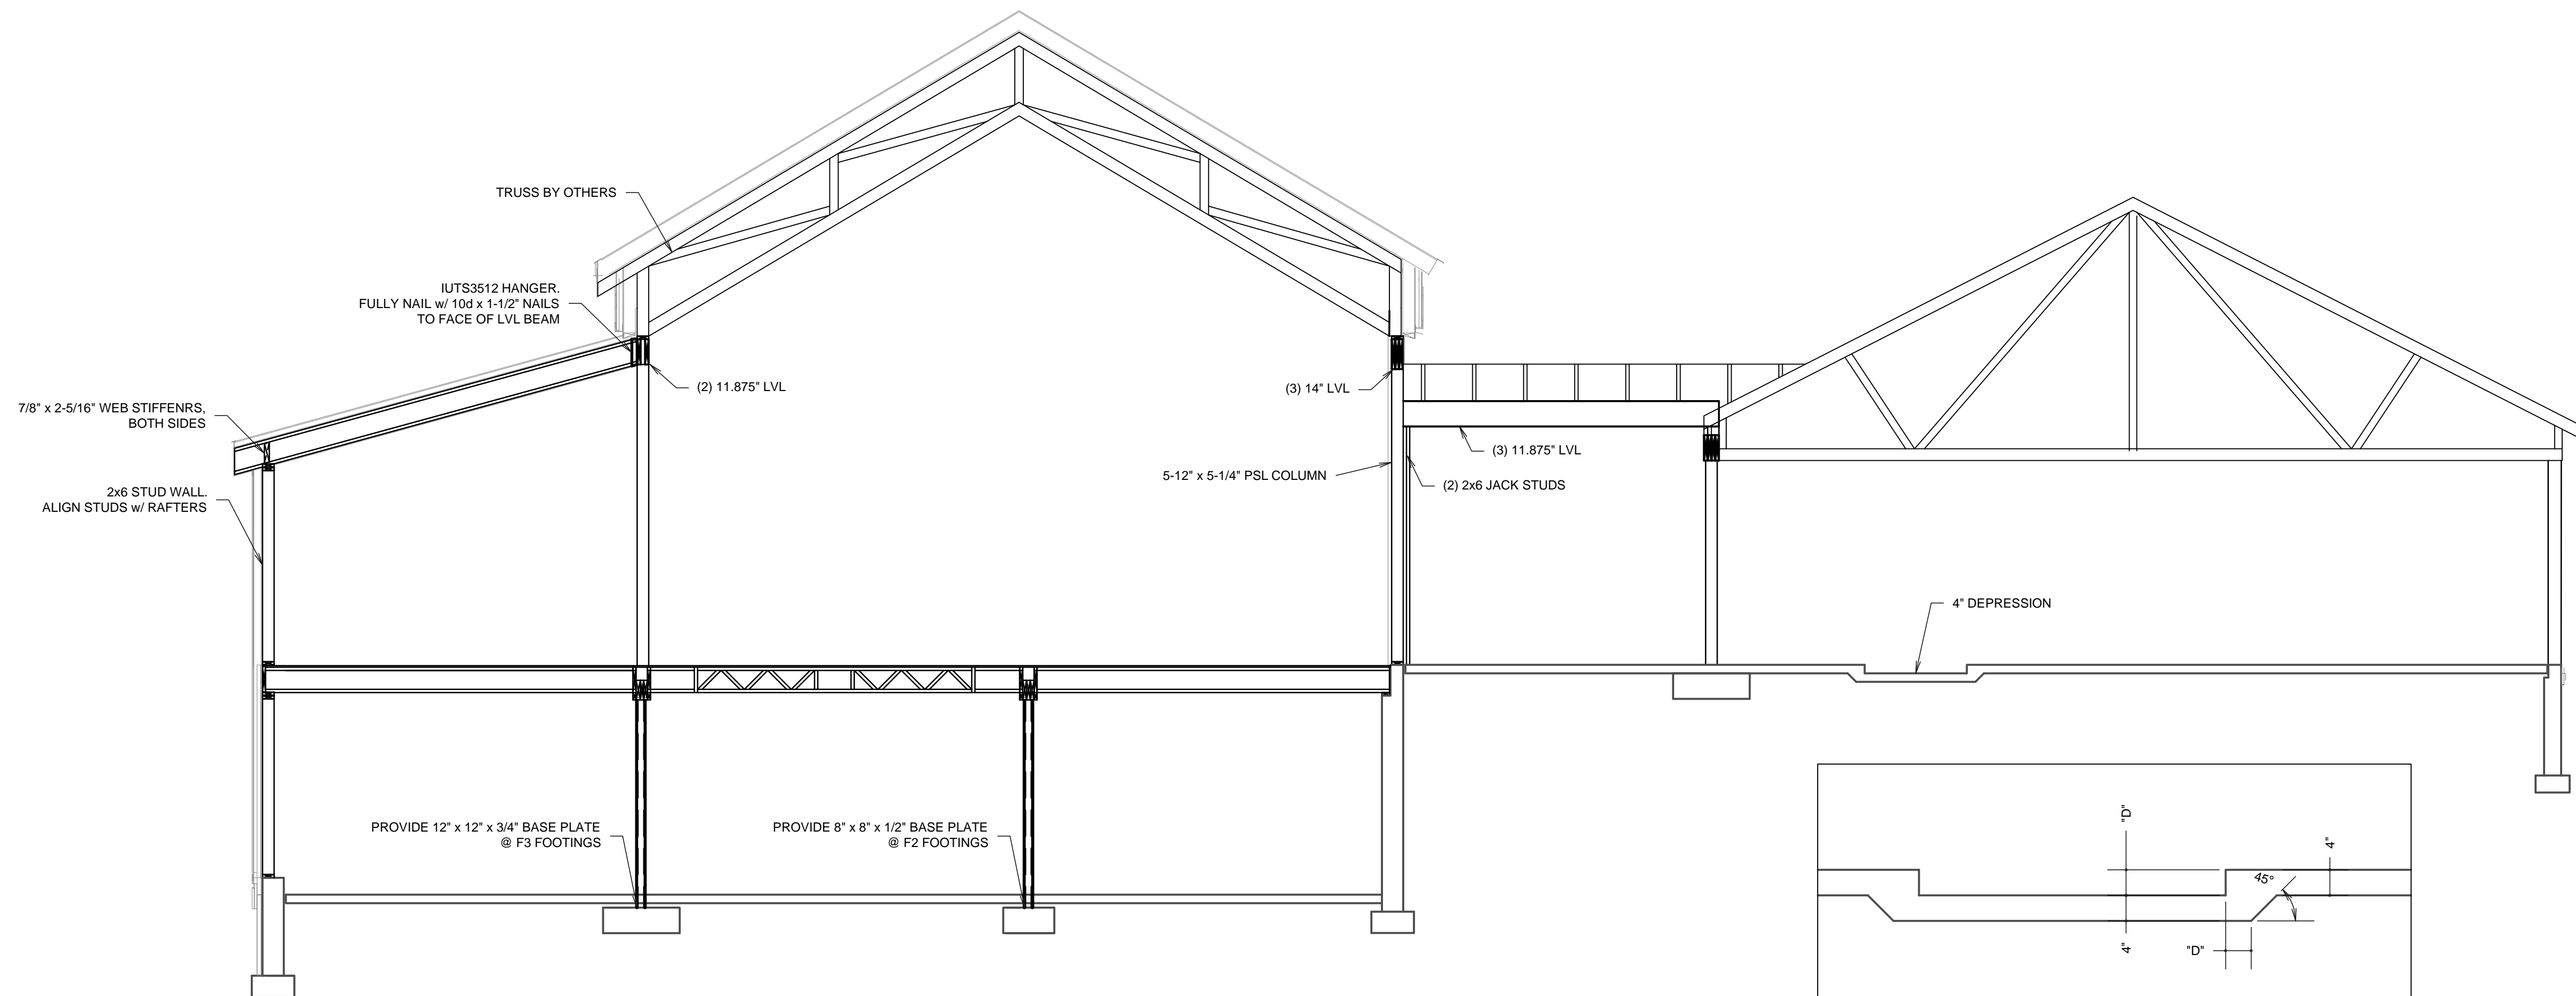 TRUSS BY OTHERS
IUTS3512 HANGER.
FULLY NAIL w/ 10d x 1-1/2" NAILS
TO FACE OF LVL BEAM
(2) 11.875" LVL
(3) 14" LVL
7/8" x 2-5/16" WEB STIFFENRS,
BOTH SIDES
(3) 11.875" LVL
5-12" x 5-1/4" PSL COLUMN
(2) 2x6 JACK STUDS
2x6 STUD WALL.
ALIGN STUDS w/ RAFTERS
4" DEPRESSION
PROVIDE 12" x 12" x 3/4" BASE PLATE
@ F3 FOOTINGS
PROVIDE 8" x 8" x 1/2" BASE PLATE
@ F2 FOOTINGS
"D"
4"
45°
4"
"D"